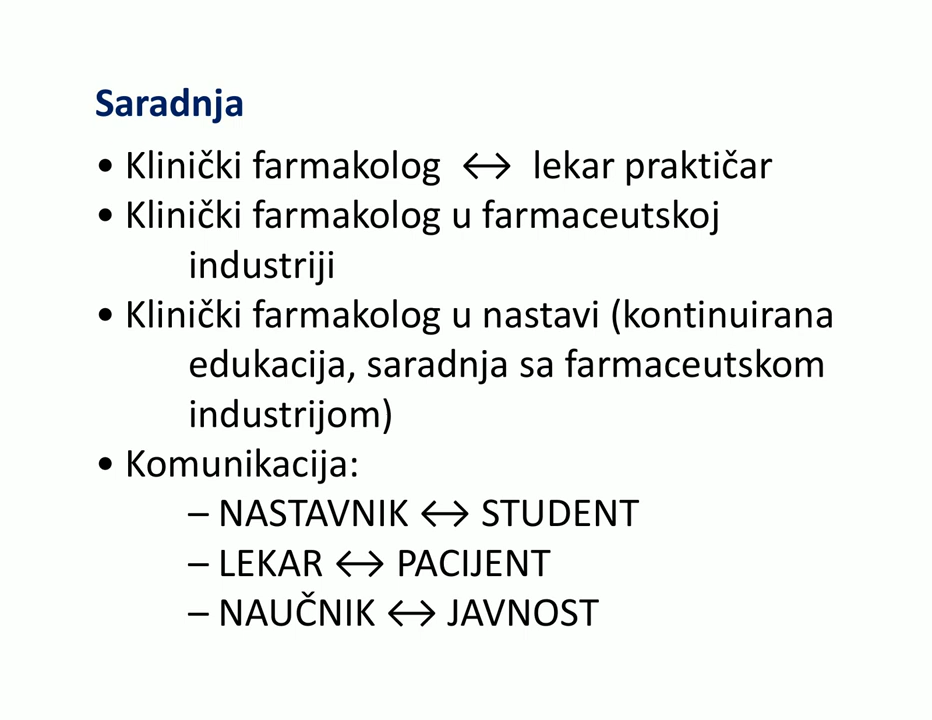 Saradnja
• Klinički farmakolog ↔ lekar praktičar
• Klinički farmakolog u farmaceutskoj
industriji
• Klinički farmakolog u nastavi (kontinuirana
edukacija, saradnja sa farmaceutskom
industrijom)
• Komunikacija:
– NASTAVNIK ↔ STUDENT
– LEKAR ↔ PACIJENT
– NAUČNIK ↔ JAVNOST